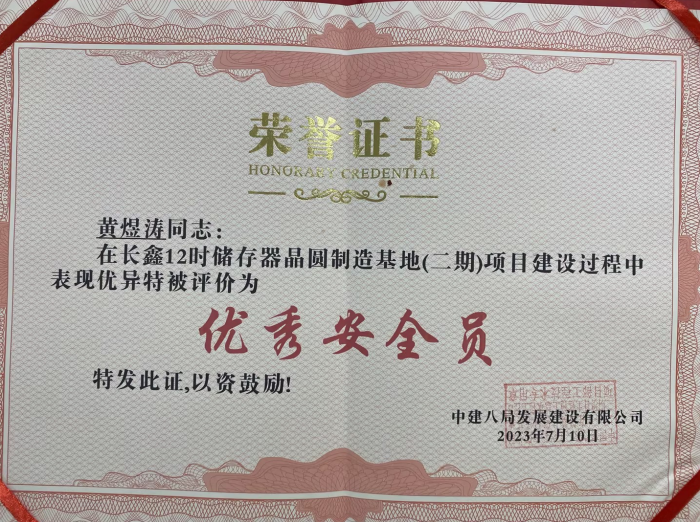 荣誉证书
HONORARY CREDENTIAL
黄煜涛同志：
在长鑫12吋储存器晶圆制造基地(二期)项目建设过程中
表现优异特被评价为
优秀安全员
特发此证,以资鼓励!
中建八局发展建设有限公司
2023年7月10日